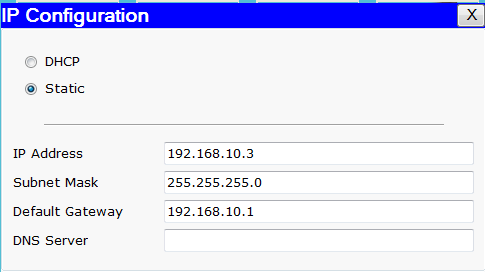 IP Configuration X
DHCP
Static
IP Address 192.168.10.3
Subnet Mask 255.255.255.0
Default Gateway 192.168.10.1
DNS Server